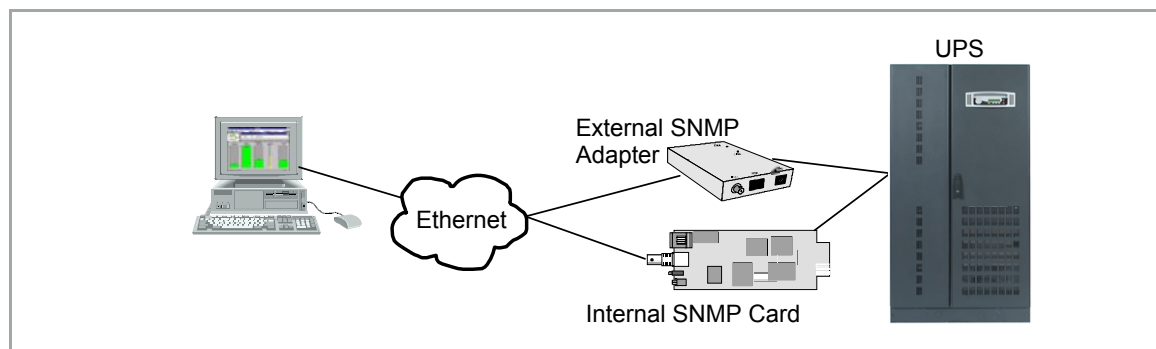 UPS
External SNMP
Adapter
Ethernet
Internal SNMP Card